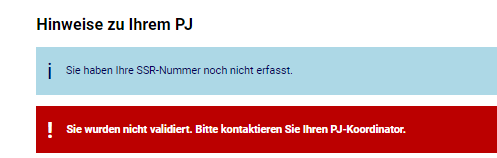 Hinweise zu Ihrem PJ
i Sie haben Ihre SSR-Nummer noch nicht erfasst.
! Sie wurden nicht validiert. Bitte kontaktieren Sie Ihren PJ-Koordinator.